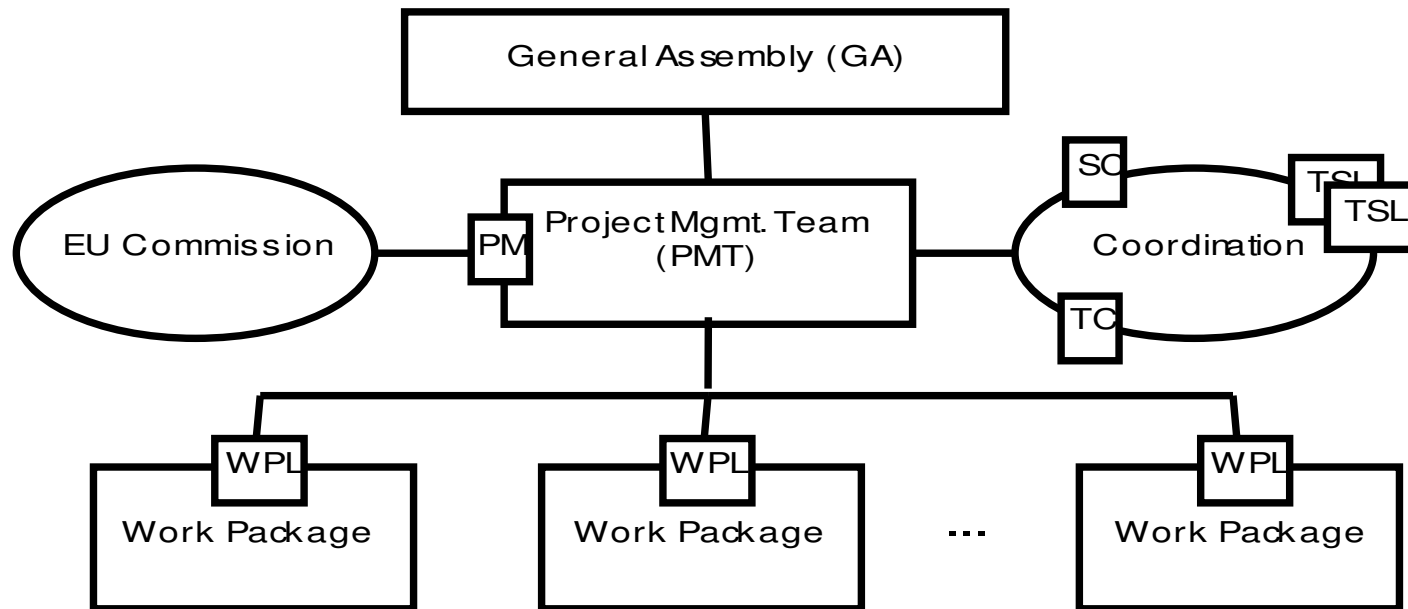 General Assembly (GA)
SC
TSL
TSL
EU Commission
PM
Project Mgmt. Team
(PMT)
Coordination
TC
WPL
WPL
WPL
Work Package
Work Package
...
Work Package